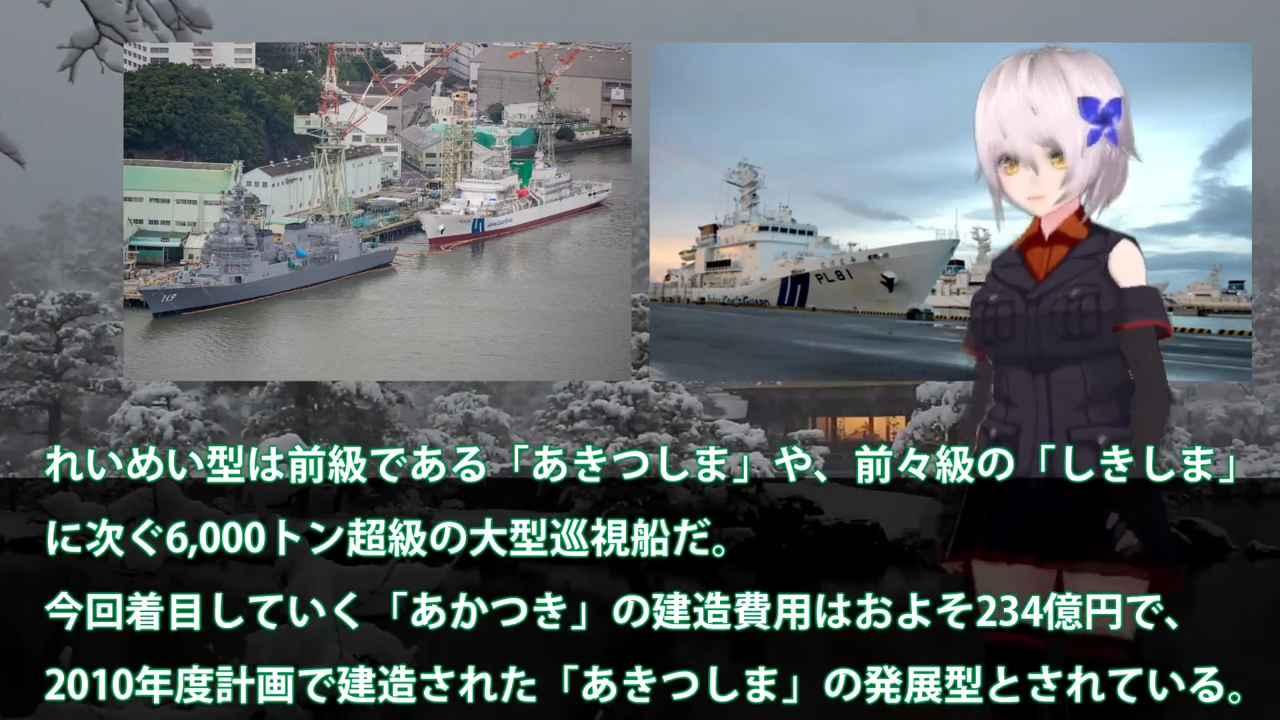 119
Japan Coast Guard
PL81
れいめい型は前級である「あきつしま」や、前々級の「しきしま」
に次ぐ6,000トン超級の大型巡視船だ。
今回着目していく「あかつき」の建造費用はおよそ234億円で、
2010年度計画で建造された「あきつしま」の発展型とされている。